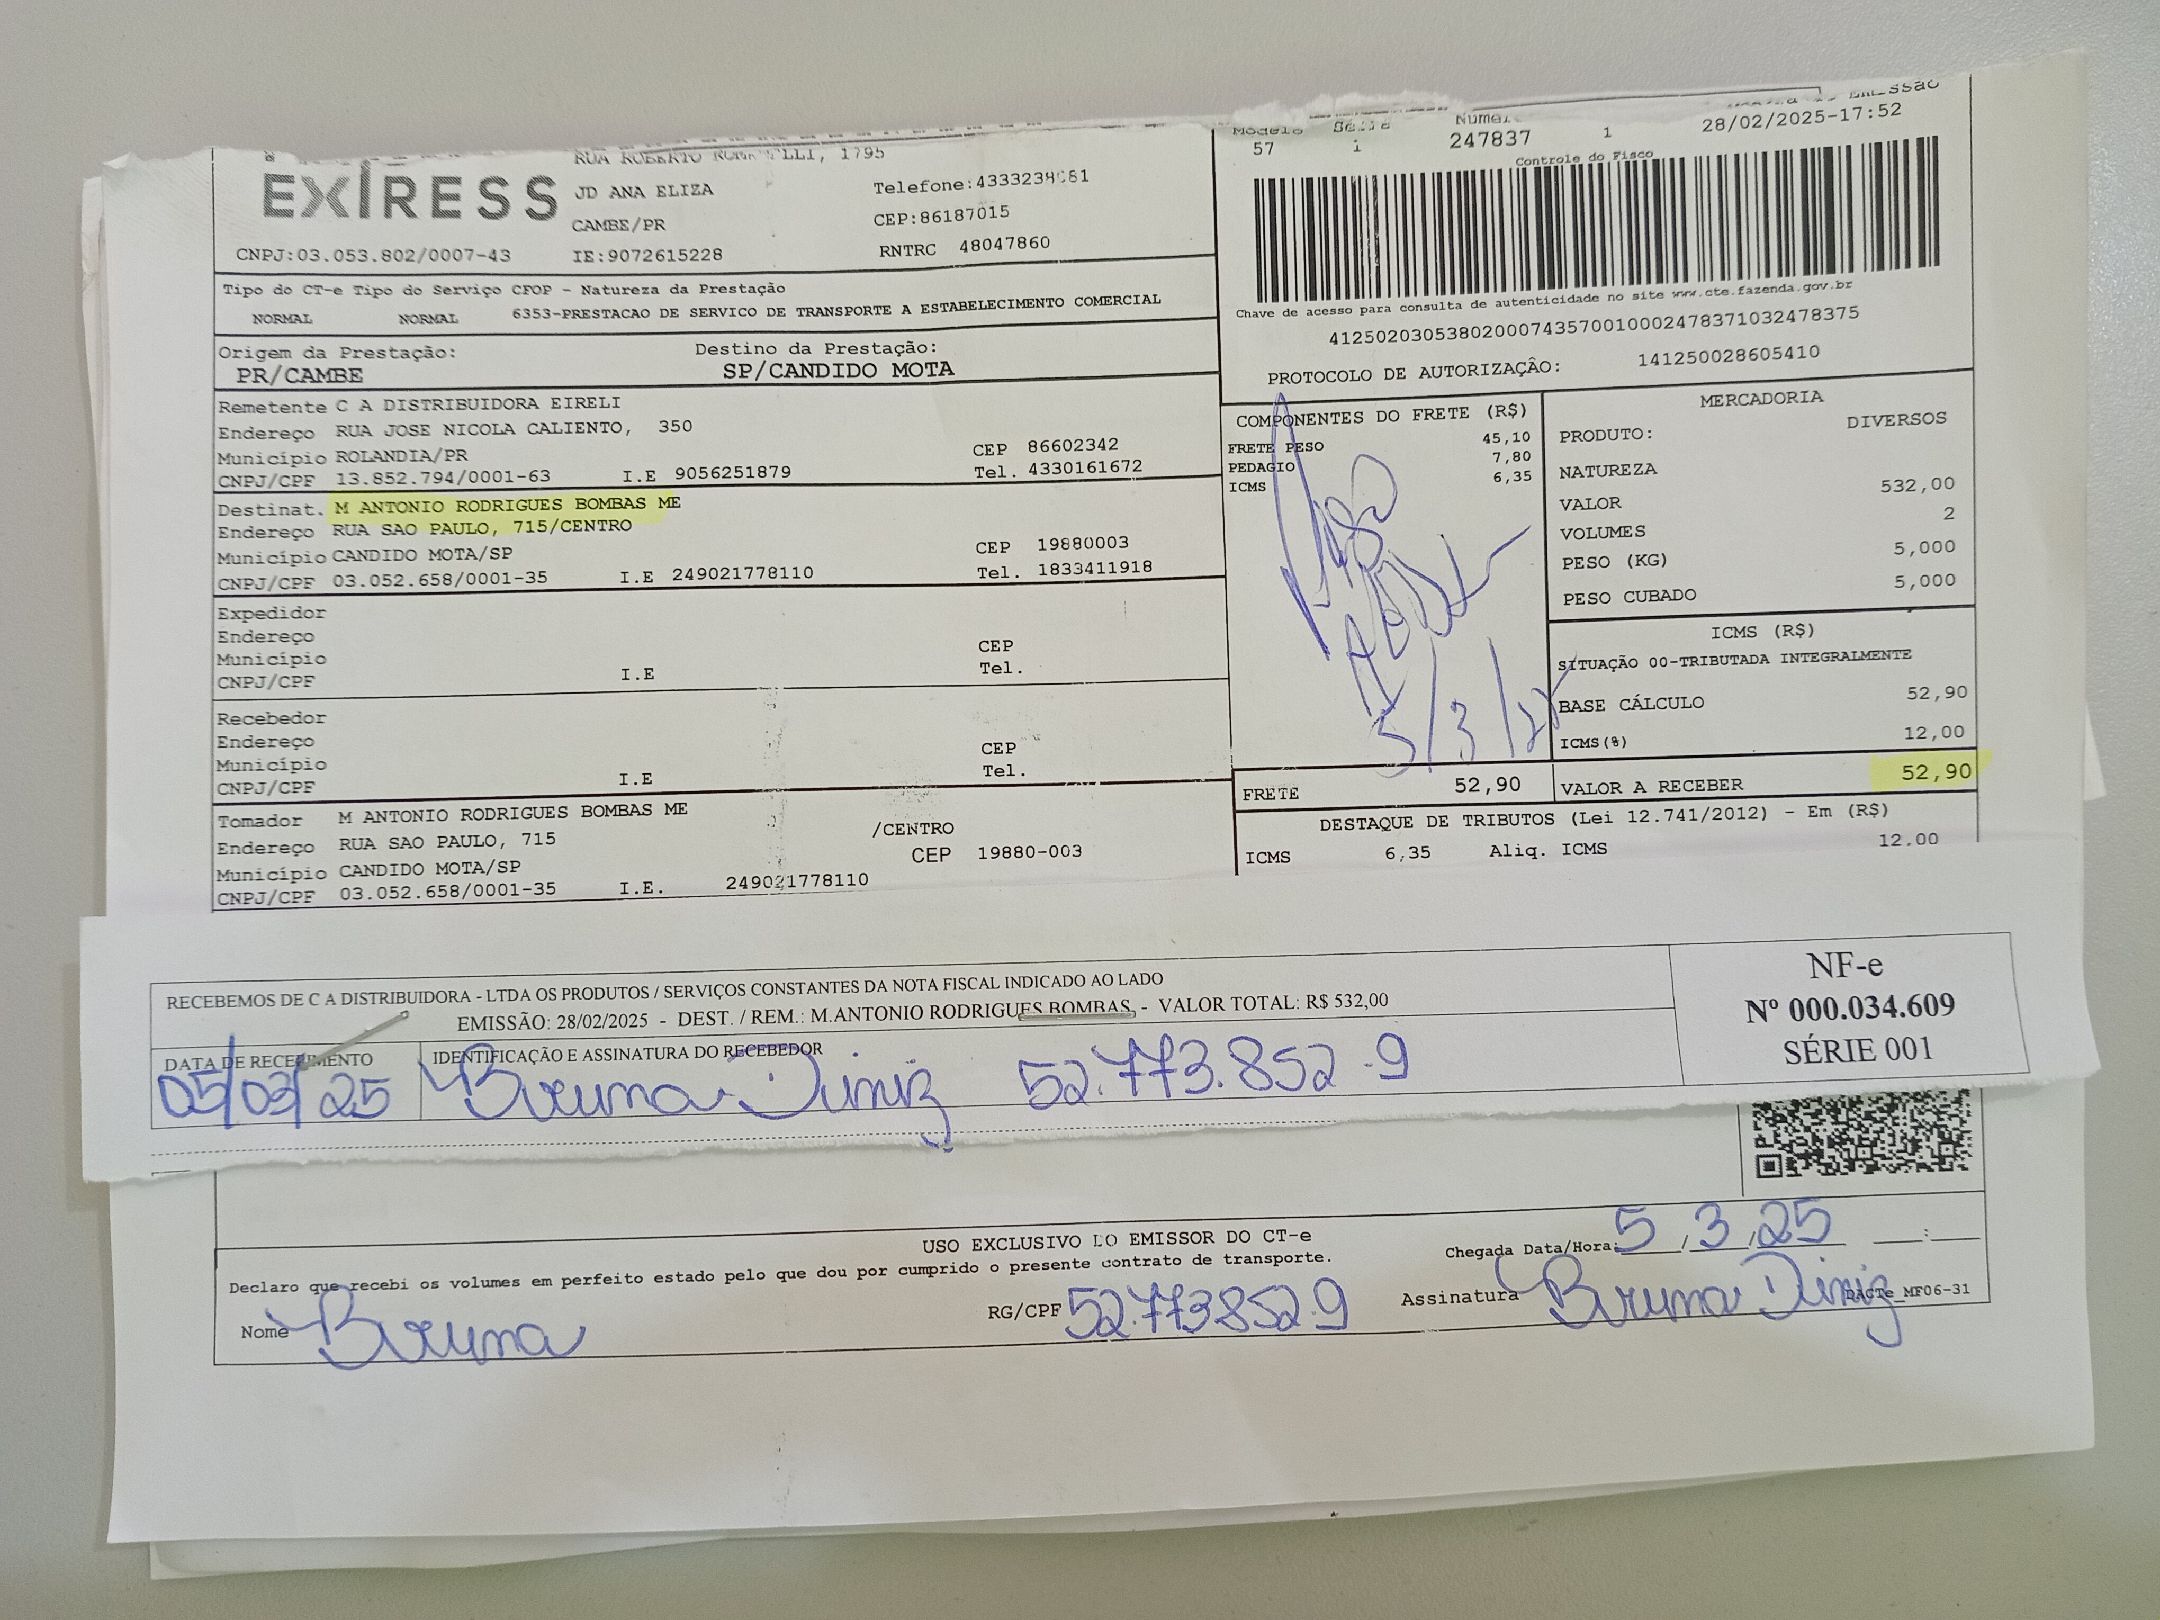 EXIRESS
RUA ROBERTO
LLI, 1795
JD ANA ELIZA
CAMBE/PR
CNPJ:03.053.802/0007-43
IE:9072615228
CEP:86187015
RNTRC 48047860
Modelo Série
Emissão
57 1 247837 1 28/02/2025-17:52
Controle do Fisco
Chave de acesso para consulta de autenticidade no site www.cte.fazenda.gov.br
41250203053802000743570010002478371032478375
PROTOCOLO DE AUTORIZAÇÃO: 141250028605410
Tipo do CT-e Tipo do Serviço CFOP - Natureza da Prestação
NORMAL NORMAL 6353-PRESTACAO DE SERVICO DE TRANSPORTE A ESTABELECIMENTO COMERCIAL
Origem da Prestação: Destino da Prestação:
PR/CAMBE SP/CANDIDO MOTA
Remetente C A DISTRIBUIDORA EIRELI
Endereço RUA JOSE NICOLA CALIENTO, 350
Município ROLANDIA/PR CEP 86602342
CNPJ/CPF 13.852.794/0001-63 I.E 9056251879 Tel. 4330161672
Destinat. M ANTONIO RODRIGUES BOMBAS ME
Endereço RUA SAO PAULO, 715/CENTRO
Município CANDIDO MOTA/SP CEP 19880003
CNPJ/CPF 03.052.658/0001-35 I.E 249021778110 Tel. 1833411918
Expedidor
Endereço
Município CEP
CNPJ/CPF I.E Tel.
Recebedor
Endereço
Município CEP
CNPJ/CPF I.E Tel.
Tomador M ANTONIO RODRIGUES BOMBAS ME
Endereço RUA SAO PAULO, 715 /CENTRO
Município CANDIDO MOTA/SP CEP 19880-003
CNPJ/CPF 03.052.658/0001-35 I.E. 249021778110
COMPONENTES DO FRETE (R$)
FRETE PESO 45,10
PEDAGIO 7,80
ICMS 6,35
5/3/25
MERCADORIA
PRODUTO: DIVERSOS
NATUREZA
VALOR 532,00
VOLUMES 2
PESO (KG) 5,000
PESO CUBADO 5,000
ICMS (R$)
SITUAÇÃO 00-TRIBUTADA INTEGRALMENTE
BASE CÁLCULO 52,90
ICMS(%) 12,00
FRETE 52,90 VALOR A RECEBER 52,90
DESTAQUE DE TRIBUTOS (Lei 12.741/2012) - Em (R$)
ICMS 6,35 Aliq. ICMS 12.00
RECEBEMOS DE C A DISTRIBUIDORA - LTDA OS PRODUTOS / SERVIÇOS CONSTANTES DA NOTA FISCAL INDICADO AO LADO
EMISSÃO: 28/02/2025 - DEST. / REM.: M.ANTONIO RODRIGUES BOMBAS - VALOR TOTAL: R$ 532,00
DATA DE RECEBIMENTO IDENTIFICAÇÃO E ASSINATURA DO RECEBEDOR
05/03/25 Bruna Diniz 52.773.852-9
NF-e
Nº 000.034.609
SÉRIE 001
USO EXCLUSIVO DO EMISSOR DO CT-e
Declaro que recebi os volumes em perfeito estado pelo que dou por cumprido o presente contrato de transporte.
Chegada Data/Hora: 5/3/25 :
Nome Bruna RG/CPF 52.773852 9 Assinatura Bruna Diniz
DACTe_MF06-31